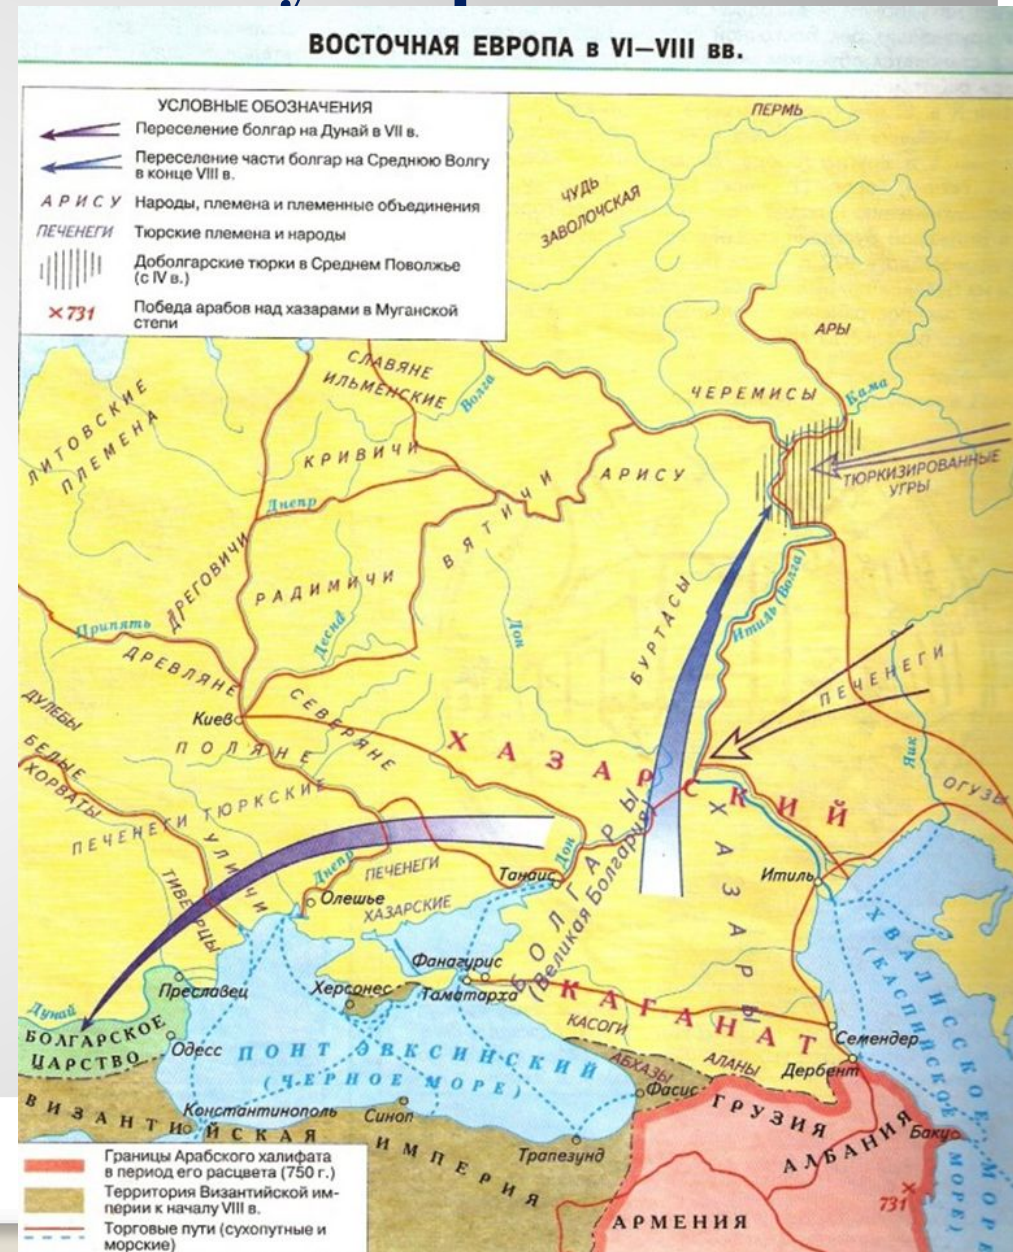 ВОСТОЧНАЯ ЕВРОПА в VI–VIII вв.
УСЛОВНЫЕ ОБОЗНАЧЕНИЯ
Переселение болгар на Дунай в VII в.
Переселение части болгар на Среднюю Волгу
в конце VIII в.
АРИСУ Народы, племена и племенные объединения
ПЕЧЕНЕГИ Тюрские племена и народы
Доболгарские тюрки в Среднем Поволжье
(с IV в.)
×731 Победа арабов над хазарами в Муганской
степи
ПЕРМЬ
ЧУДЬ
ЗАВОЛОЧСКАЯ
АРЫ
СЛАВЯНЕ
ИЛЬМЕНСКИЕ
Волга
ЧЕРЕМИСЫ
Кама
ЛИТОВСКИЕ
ПЛЕМЕНА
КРИВИЧИ
АРИСУ
ТЮРКИЗИРОВАННЫЕ
УГРЫ
Днепр
ВЯТИЧИ
ДРЕГОВИЧИ
РАДИМИЧИ
Припять
Десна
Дон
БУРТАСЫ
Итиль (Волга)
ДРЕВЛЯНЕ
ПЕЧЕНЕГИ
ДУЛЕБЫ
Киев
СЕВЕРЯНЕ
ПОЛЯНЕ
БЕЛЫЕ
ХОРВАТЫ
Яик
ХАЗАРСКИЙ
ОГУЗЫ
ПЕЧЕНЕГИ ТЮРКСКИЕ
УЛИЧИ
ТИВЕРЦЫ
Днепр
ПЕЧЕНЕГИ
ХАЗАРСКИЕ
Олешье
Танаис
Дон
БОЛГАРЫ
(Великая Болгария)
ХАЗАРЫ
Итиль
Фанагурис
Таматарха
Херсонес
Преславец
Дунай
БОЛГАРСКОЕ
ЦАРСТВО
Одесс
КАГАНАТ
КАСОГИ
Семендер
АБХАЗЫ
АЛАНЫ
Дербент
ХВАЛИССКОЕ МОРЕ
(КАСПИЙСКОЕ МОРЕ)
ПОНТ ЭВКСИНСКИЙ
(ЧЕРНОЕ МОРЕ)
Фасис
ГРУЗИЯ
АЛБАНИЯ
Баку
ВИЗАНТИЙСКАЯ ИМПЕРИЯ
Константинополь
Синоп
Трапезунд
×
731
АРМЕНИЯ
Границы Арабского халифата
в период его расцвета (750 г.)
Территория Византийской им-
перии к началу VIII в.
Торговые пути (сухопутные и
морские)